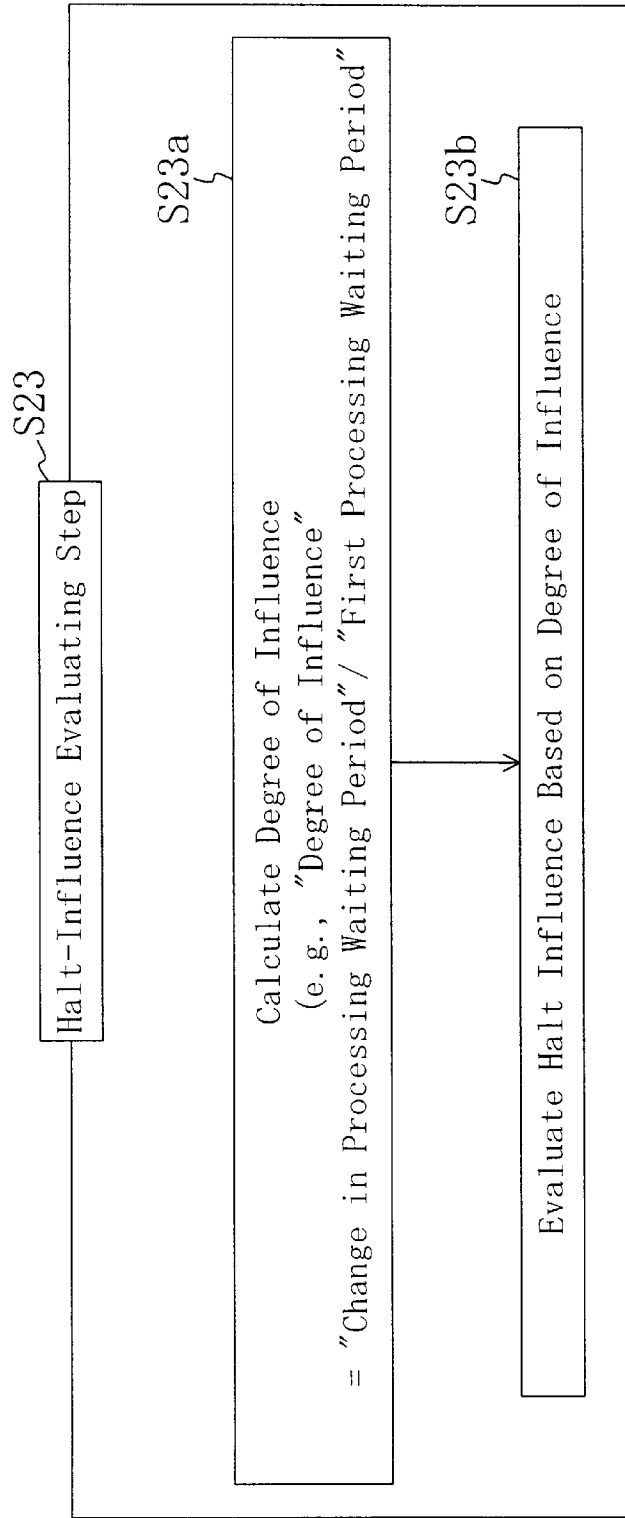 S23
Halt-Influence Evaluating Step
S23a
Calculate Degree of Influence
(e.g., "Degree of Influence"
= "Change in Processing Waiting Period"/ "First Processing Waiting Period"
S23b
Evaluate Halt Influence Based on Degree of Influence